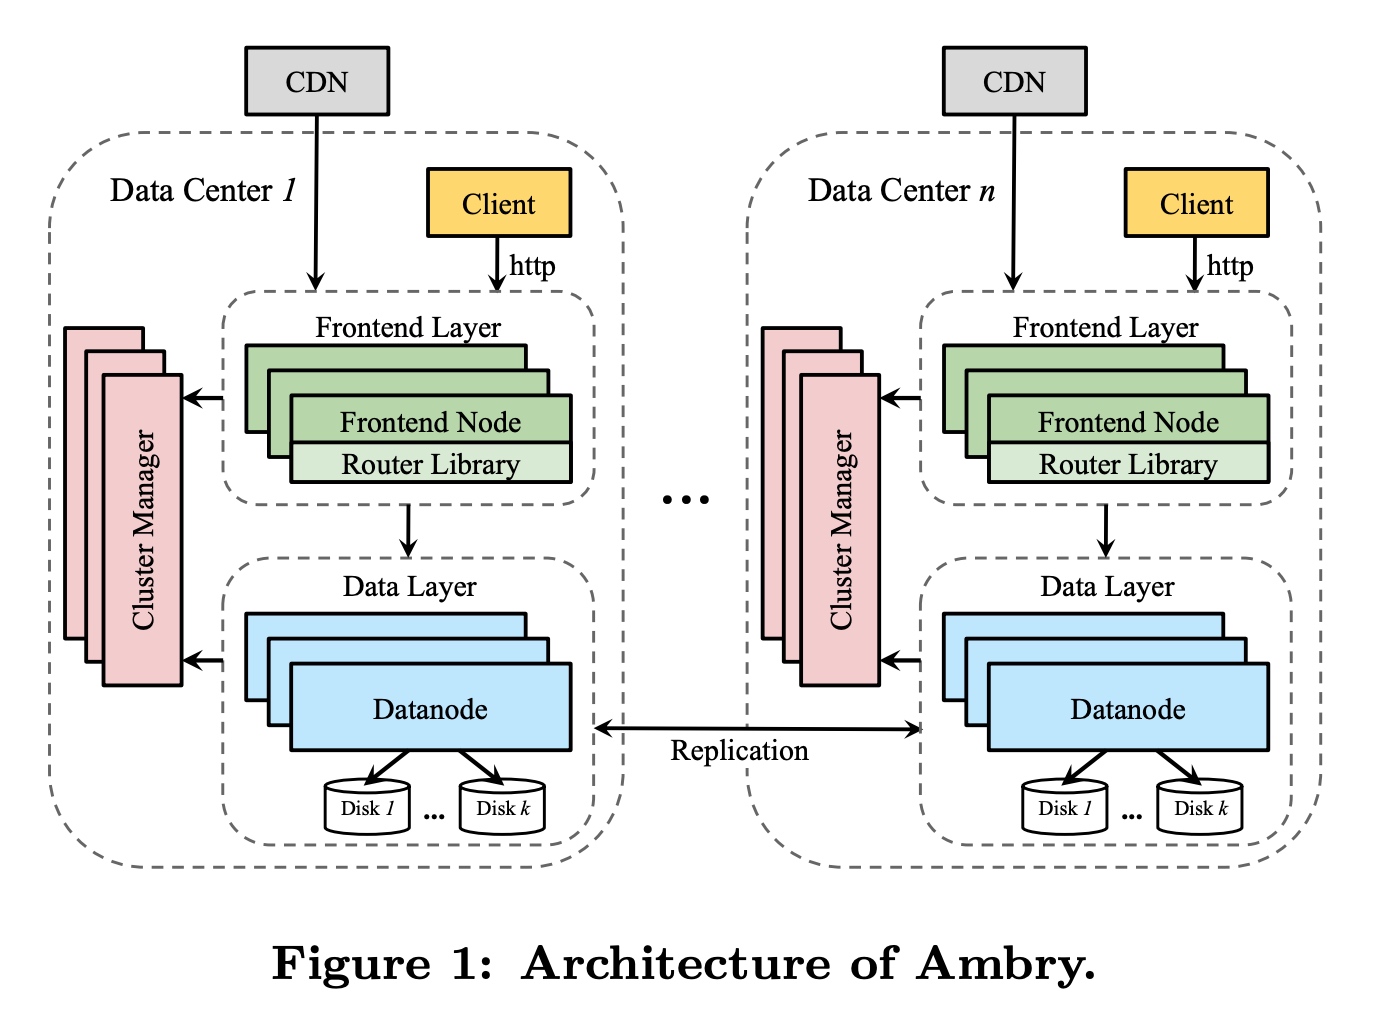 CDN
Data Center 1
Client
http
Frontend Layer
Frontend Node
Router Library
Cluster Manager
Data Layer
Datanode
Disk 1
...
Disk k
...
Replication
CDN
Data Center n
Client
http
Frontend Layer
Frontend Node
Router Library
Cluster Manager
Data Layer
Datanode
Disk 1
...
Disk k
Figure 1: Architecture of Ambry.